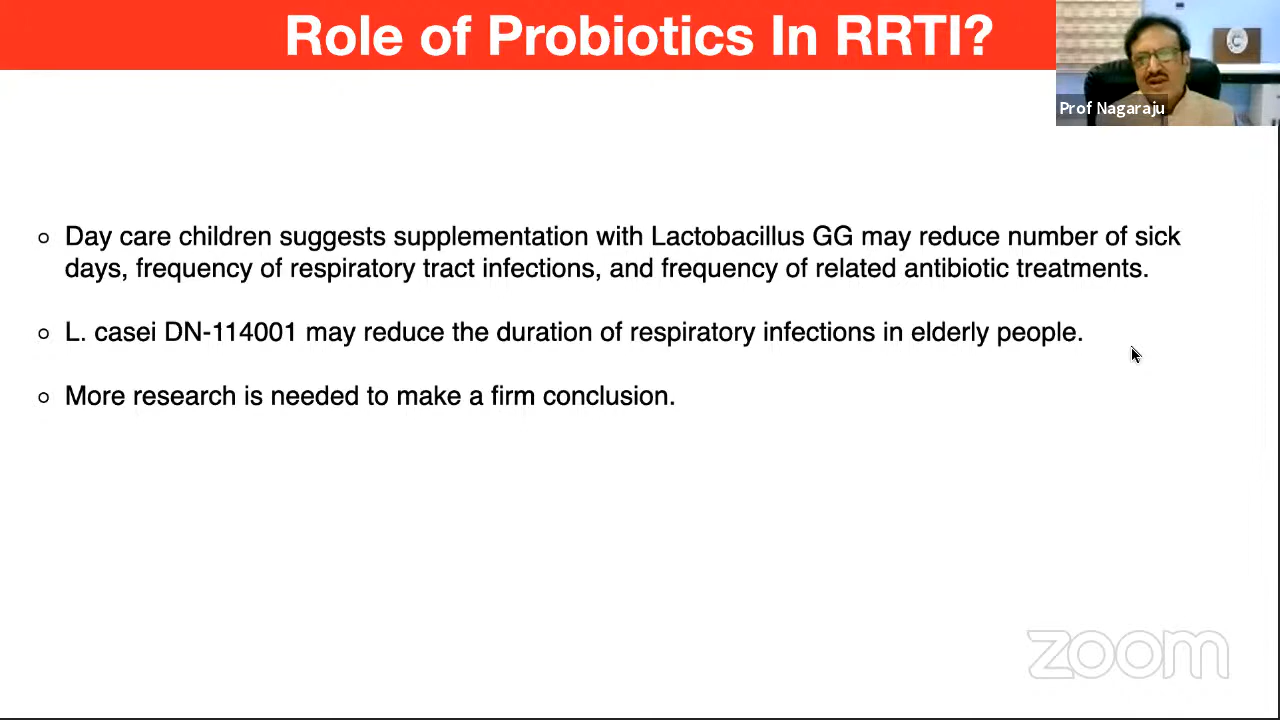 Role of Probiotics In RRTI?
Prof Nagaraju
Day care children suggests supplementation with Lactobacillus GG may reduce number of sick
days, frequency of respiratory tract infections, and frequency of related antibiotic treatments.
L. casei DN-114001 may reduce the duration of respiratory infections in elderly people.
More research is needed to make a firm conclusion.
zoom